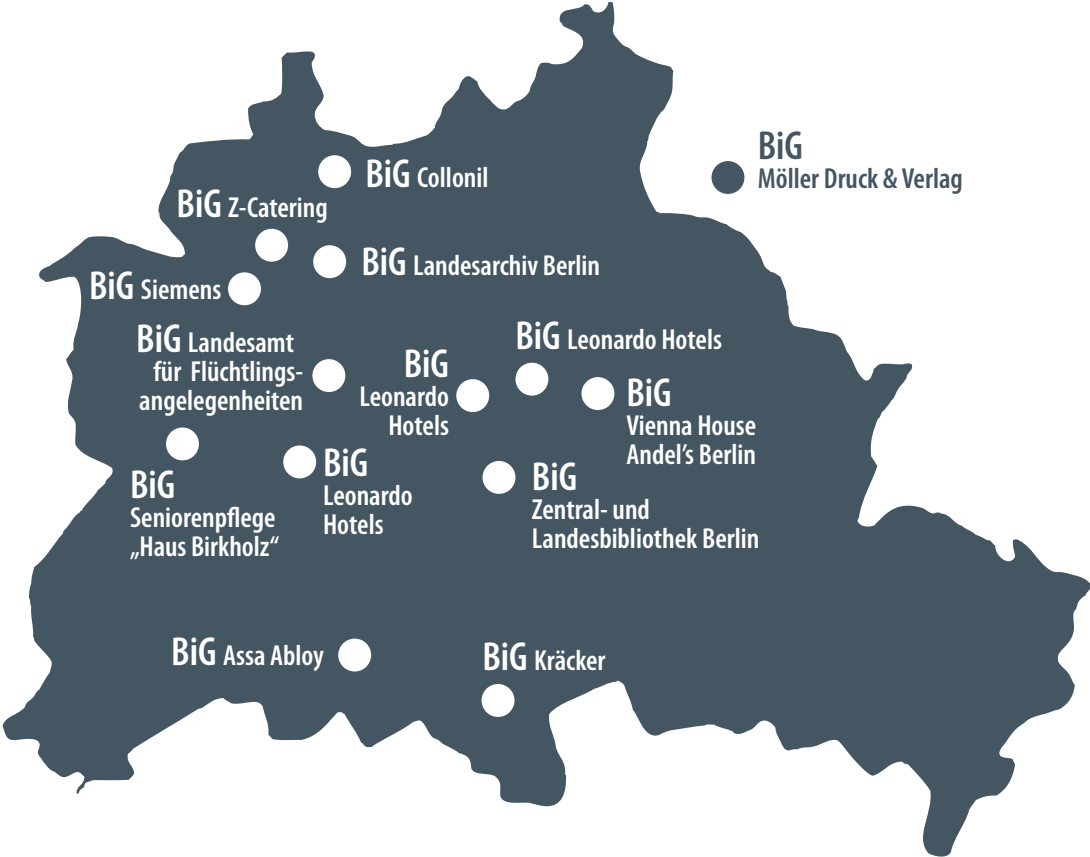 BiG
Möller Druck & Verlag
BiG Collonil
BiG Z-Catering
BiG Landesarchiv Berlin
BiG Siemens
BiG Landesamt
für Flüchtlings-
angelegenheiten
BiG
Leonardo
Hotels
BiG Leonardo Hotels
BiG
Vienna House
Andel’s Berlin
BiG
Seniorenpflege
„Haus Birkholz“
BiG
Leonardo
Hotels
BiG
Zentral- und
Landesbibliothek Berlin
BiG Assa Abloy
BiG Kräcker